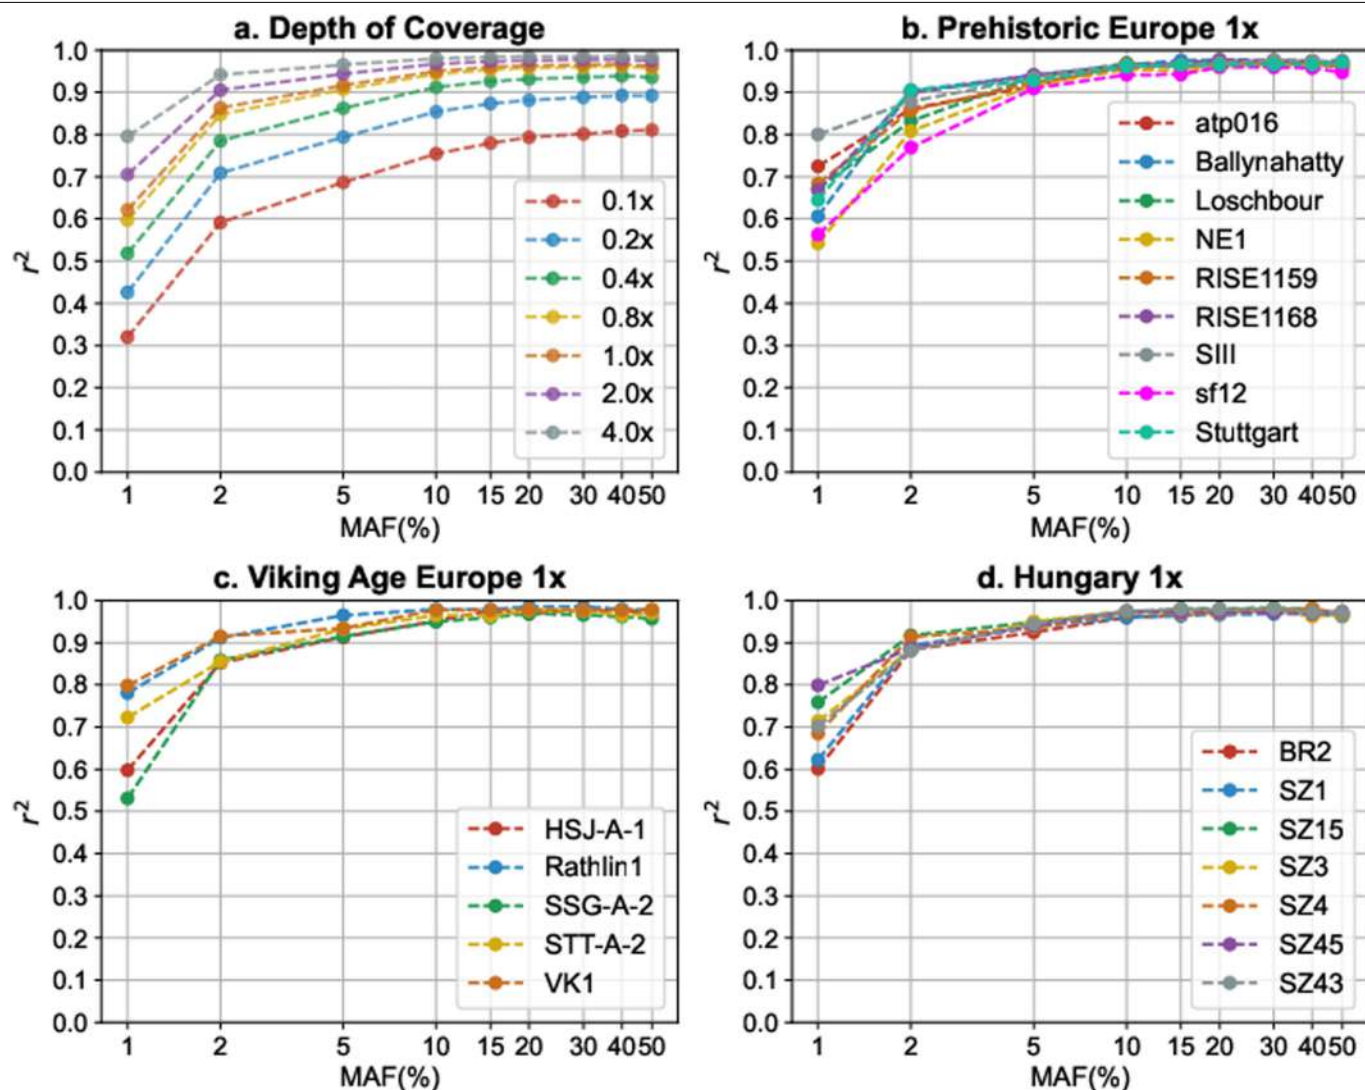 a. Depth of Coverage
1.0
0.9
0.8
0.7
0.6
0.5
0.4
0.3
0.2
0.1
0.0
r²
1 2 5 10 15 20 30 40 50
MAF(%)
0.1x
0.2x
0.4x
0.8x
1.0x
2.0x
4.0x
b. Prehistoric Europe 1x
1.0
0.9
0.8
0.7
0.6
0.5
0.4
0.3
0.2
0.1
0.0
r²
1 2 5 10 15 20 30 40 50
MAF(%)
atp016
Ballynahatty
Loschbour
NE1
RISE1159
RISE1168
SIII
sf12
Stuttgart
c. Viking Age Europe 1x
1.0
0.9
0.8
0.7
0.6
0.5
0.4
0.3
0.2
0.1
0.0
r²
1 2 5 10 15 20 30 40 50
MAF(%)
HSJ-A-1
Rathlin1
SSG-A-2
STT-A-2
VK1
d. Hungary 1x
1.0
0.9
0.8
0.7
0.6
0.5
0.4
0.3
0.2
0.1
0.0
r²
1 2 5 10 15 20 30 40 50
MAF(%)
BR2
SZ1
SZ15
SZ3
SZ4
SZ45
SZ43